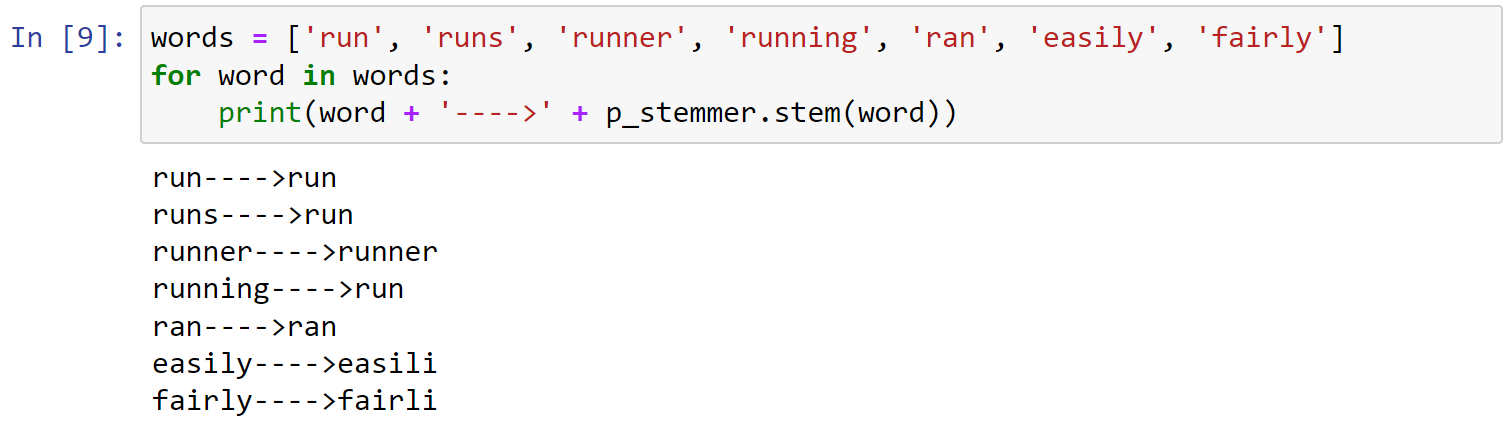 In [9]: words = ['run', 'runs', 'runner', 'running', 'ran', 'easily', 'fairly']
for word in words:
    print(word + '---->' + p_stemmer.stem(word))
run---->run
runs---->run
runner---->runner
running---->run
ran---->ran
easily---->easili
fairly---->fairli